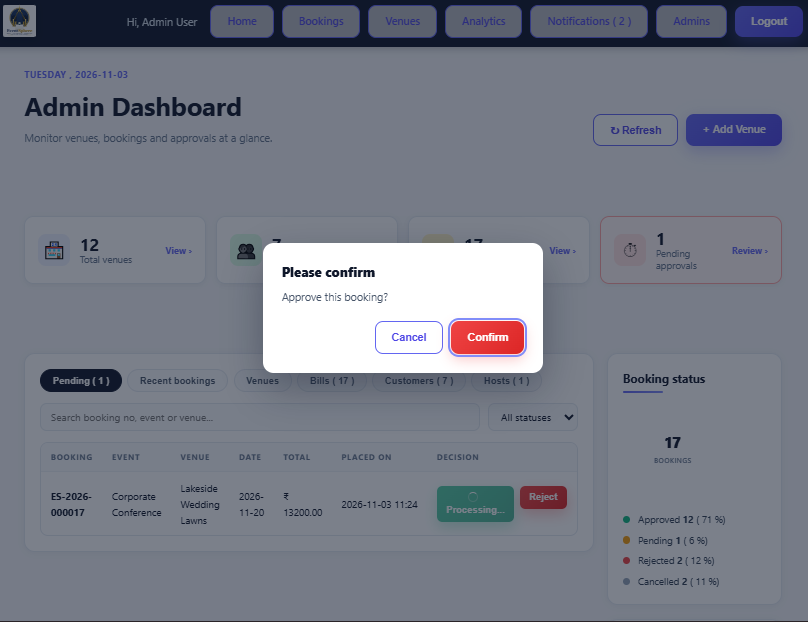 Hi, Admin User
Home
Bookings
Venues
Analytics
Notifications ( 2 )
Admins
Logout
TUESDAY , 2026-11-03
Admin Dashboard
Monitor venues, bookings and approvals at a glance.
↻ Refresh
+ Add Venue
12
Total venues
View ›
7
17
View ›
1
Pending
approvals
Review ›
Please confirm
Approve this booking?
Cancel
Confirm
Pending ( 1 )
Recent bookings
Venues
Bills ( 17 )
Customers ( 7 )
Hosts ( 1 )
Search booking no, event or venue...
All statuses
BOOKING EVENT VENUE DATE TOTAL PLACED ON DECISION
ES-2026-
000017
Corporate
Conference
Lakeside
Wedding
Lawns
2026-
11-20
₹
13200.00
2026-11-03 11:24
Processing...
Reject
Booking status
17
BOOKINGS
Approved 12 ( 71 %)
Pending 1 ( 6 %)
Rejected 2 ( 12 %)
Cancelled 2 ( 11 %)